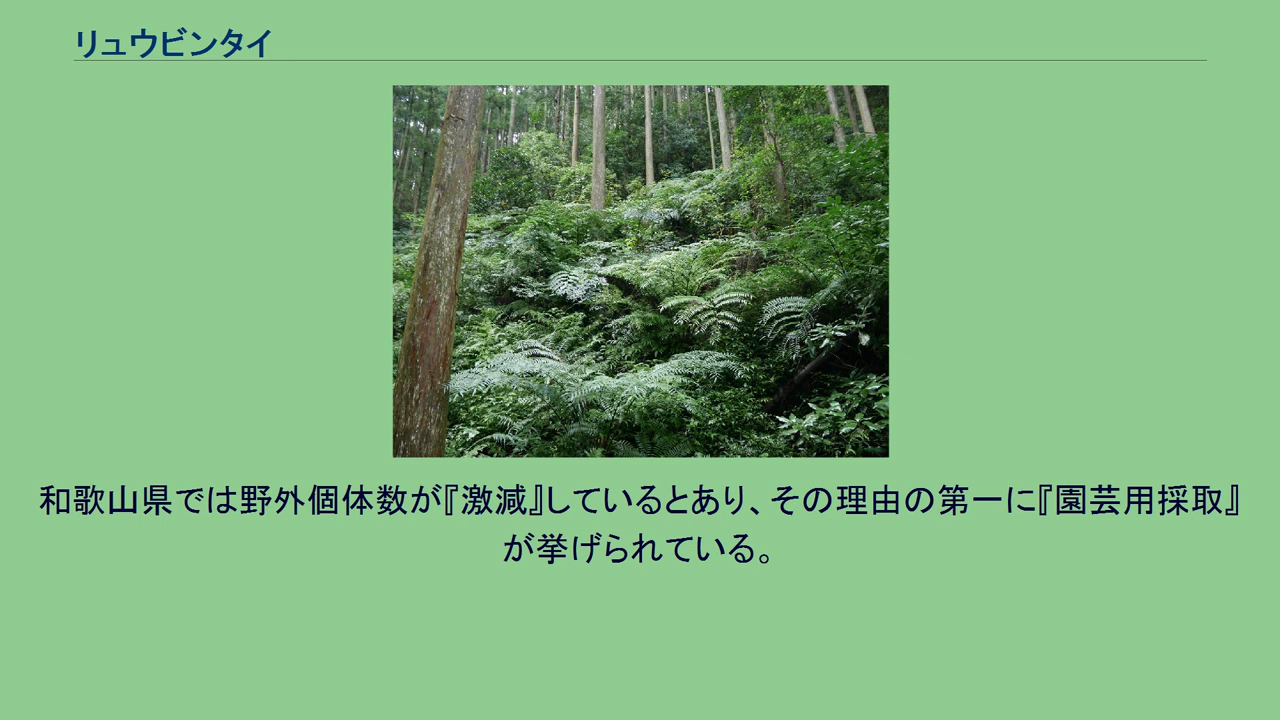 リュウビンタイ
和歌山県では野外個体数が『激減』しているとあり、その理由の第一に『園芸用採取』
が挙げられている。